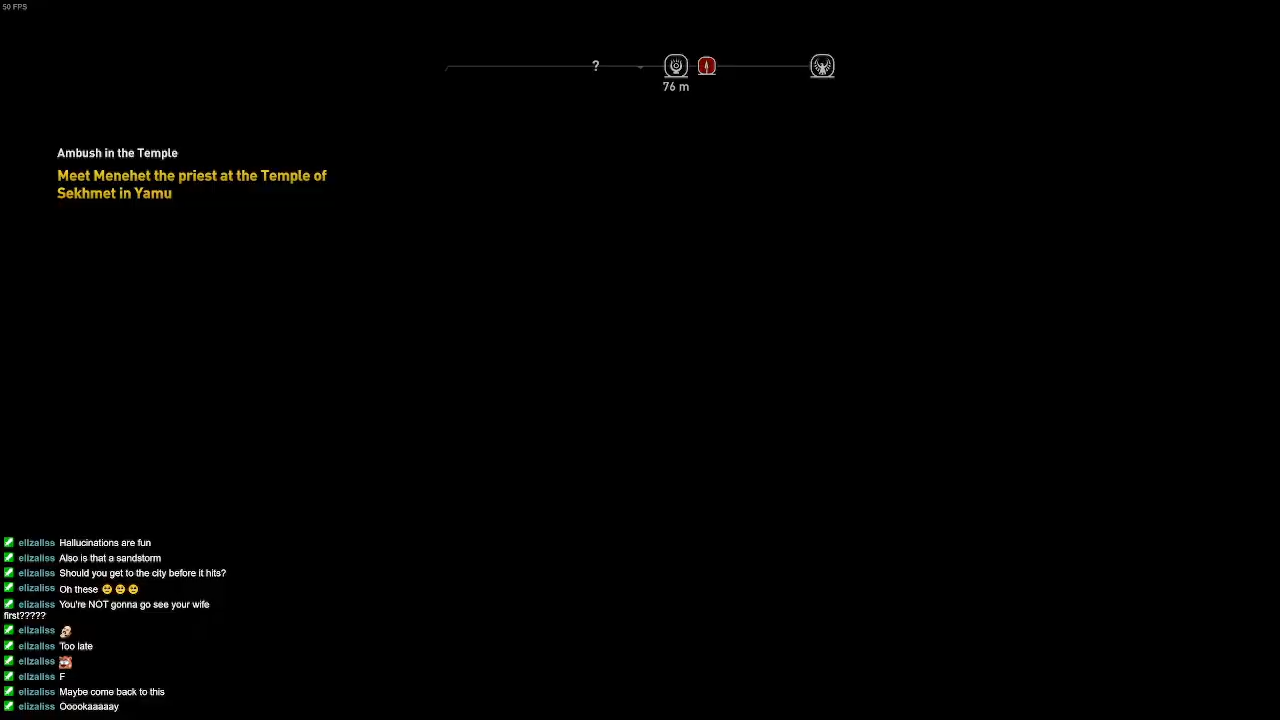 50 FPS
?
76 m
Ambush in the Temple
Meet Menehet the priest at the Temple of
Sekhmet in Yamu
elizaliss Hallucinations are fun
elizaliss Also is that a sandstorm
elizaliss Should you get to the city before it hits?
elizaliss Oh these 🥲🥲🥲
elizaliss You're NOT gonna go see your wife
first?????
elizaliss
elizaliss Too late
elizaliss
elizaliss F
elizaliss Maybe come back to this
elizaliss Ooookaaaaay